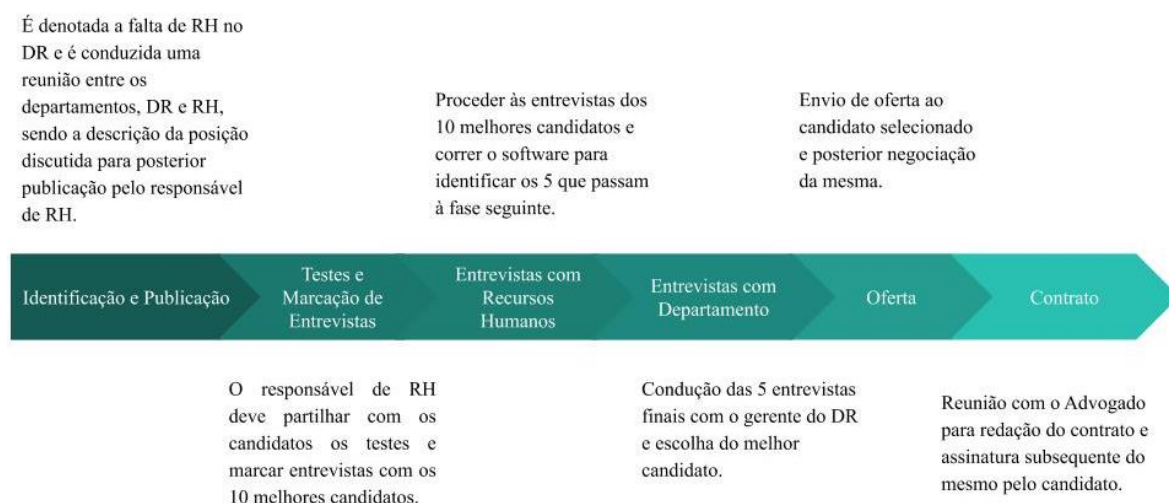 É denotada a falta de RH no
DR e é conduzida uma
reunião entre os
departamentos, DR e RH,
sendo a descrição da posição
discutida para posterior
publicação pelo responsável
de RH.
Proceder às entrevistas dos
10 melhores candidatos e
correr o software para
identificar os 5 que passam
à fase seguinte.
Envio de oferta ao
candidato selecionado
e posterior negociação
da mesma.
Identificação e Publicação
Testes e
Marcação de
Entrevistas
Entrevistas com
Recursos
Humanos
Entrevistas com
Departamento
Oferta
Contrato
O responsável de RH
deve partilhar com os
candidatos os testes e
marcar entrevistas com os
10 melhores candidatos.
Condução das 5 entrevistas
finais com o gerente do DR
e escolha do melhor
candidato.
Reunião com o Advogado
para redação do contrato e
assinatura subsequente do
mesmo pelo candidato.